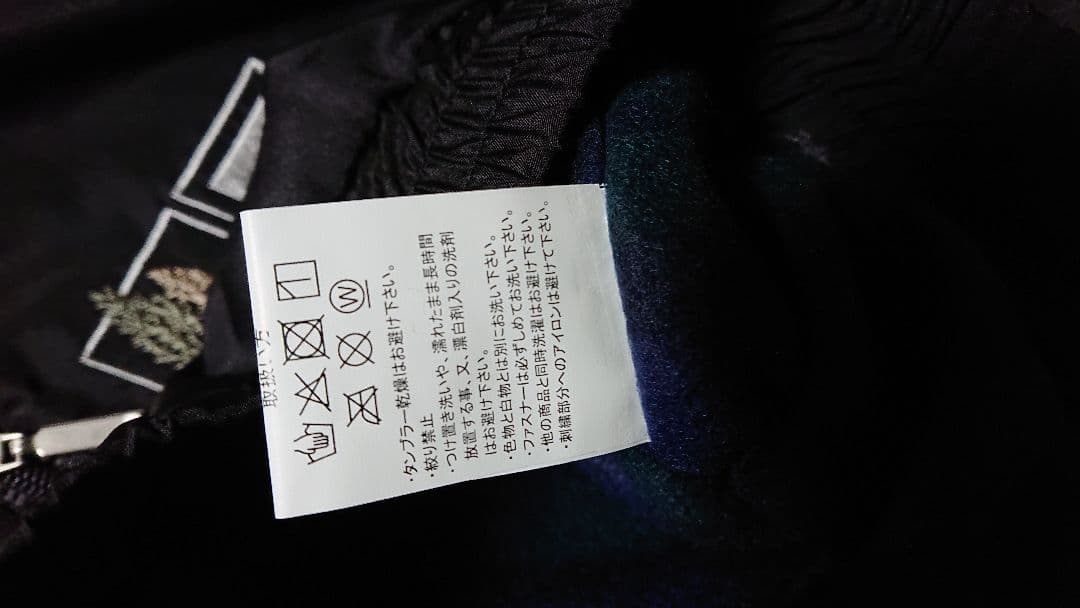 取扱い方
W
・タンブラー乾燥はお避け下さい。
・絞り禁止
・つけ置き洗いや、濡れたまま長時間
放置する事、又、漂白剤入りの洗剤
はお避け下さい。
・色物と白物とは別にお洗い下さい。
・ファスナーは必ずしめてお洗い下さい。
・他の商品と同時洗濯はお避け下さい。
・刺繍部分へのアイロンは避けて下さい。